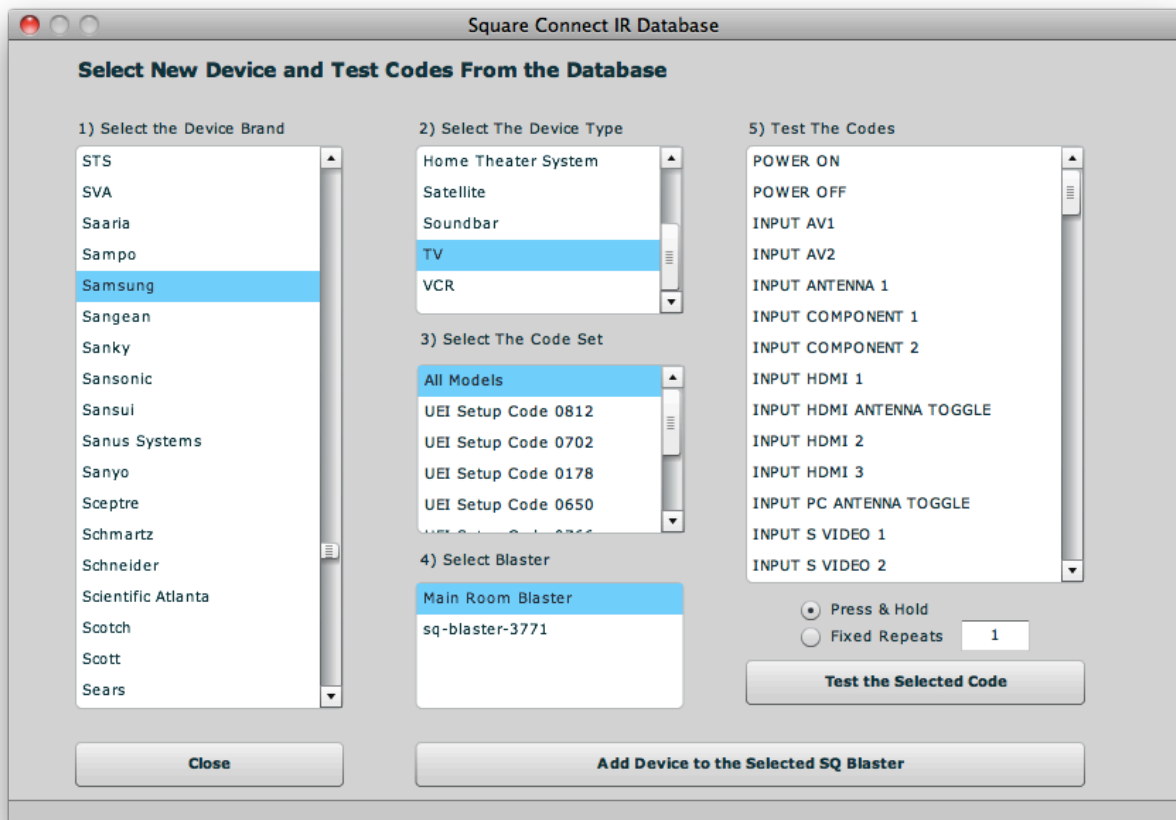 Square Connect IR Database
Select New Device and Test Codes From the Database
1) Select the Device Brand
STS
SVA
Saaria
Sampo
Samsung
Sangean
Sanky
Sansonic
Sansui
Sanus Systems
Sanyo
Sceptre
Schmartz
Schneider
Scientific Atlanta
Scotch
Scott
Sears
Close
2) Select The Device Type
Home Theater System
Satellite
Soundbar
TV
VCR
3) Select The Code Set
All Models
UEI Setup Code 0812
UEI Setup Code 0702
UEI Setup Code 0178
UEI Setup Code 0650
4) Select Blaster
Main Room Blaster
sq-blaster-3771
5) Test The Codes
POWER ON
POWER OFF
INPUT AV1
INPUT AV2
INPUT ANTENNA 1
INPUT COMPONENT 1
INPUT COMPONENT 2
INPUT HDMI 1
INPUT HDMI ANTENNA TOGGLE
INPUT HDMI 2
INPUT HDMI 3
INPUT PC ANTENNA TOGGLE
INPUT S VIDEO 1
INPUT S VIDEO 2
Press & Hold
Fixed Repeats 1
Test the Selected Code
Add Device to the Selected SQ Blaster